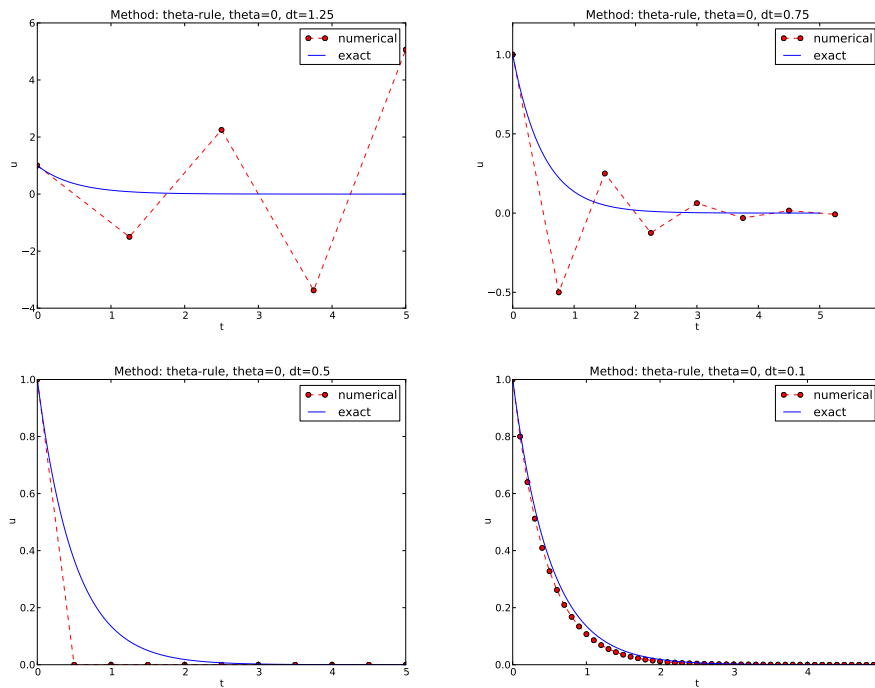 Method: theta-rule, theta=0, dt=1.25
numerical
exact
6
4
2
0
−2
−4
u
0 1 2 3 4 5
t
Method: theta-rule, theta=0, dt=0.75
numerical
exact
1.0
0.5
0.0
−0.5
u
0 1 2 3 4 5
t
Method: theta-rule, theta=0, dt=0.5
numerical
exact
1.0
0.8
0.6
0.4
0.2
0.0
u
0 1 2 3 4 5
t
Method: theta-rule, theta=0, dt=0.1
numerical
exact
1.0
0.8
0.6
0.4
0.2
0.0
u
0 1 2 3 4
t